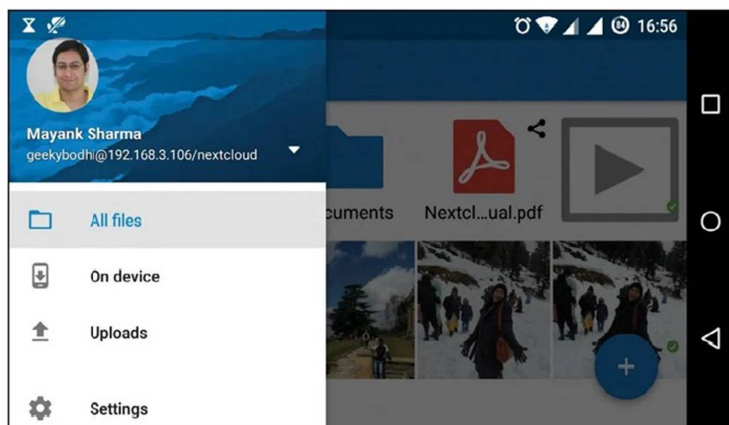 84 16:56
Mayank Sharma
geekybodhi@192.168.3.106/nextcloud
All files
On device
Uploads
Settings
cuments
Nextcl...ual.pdf